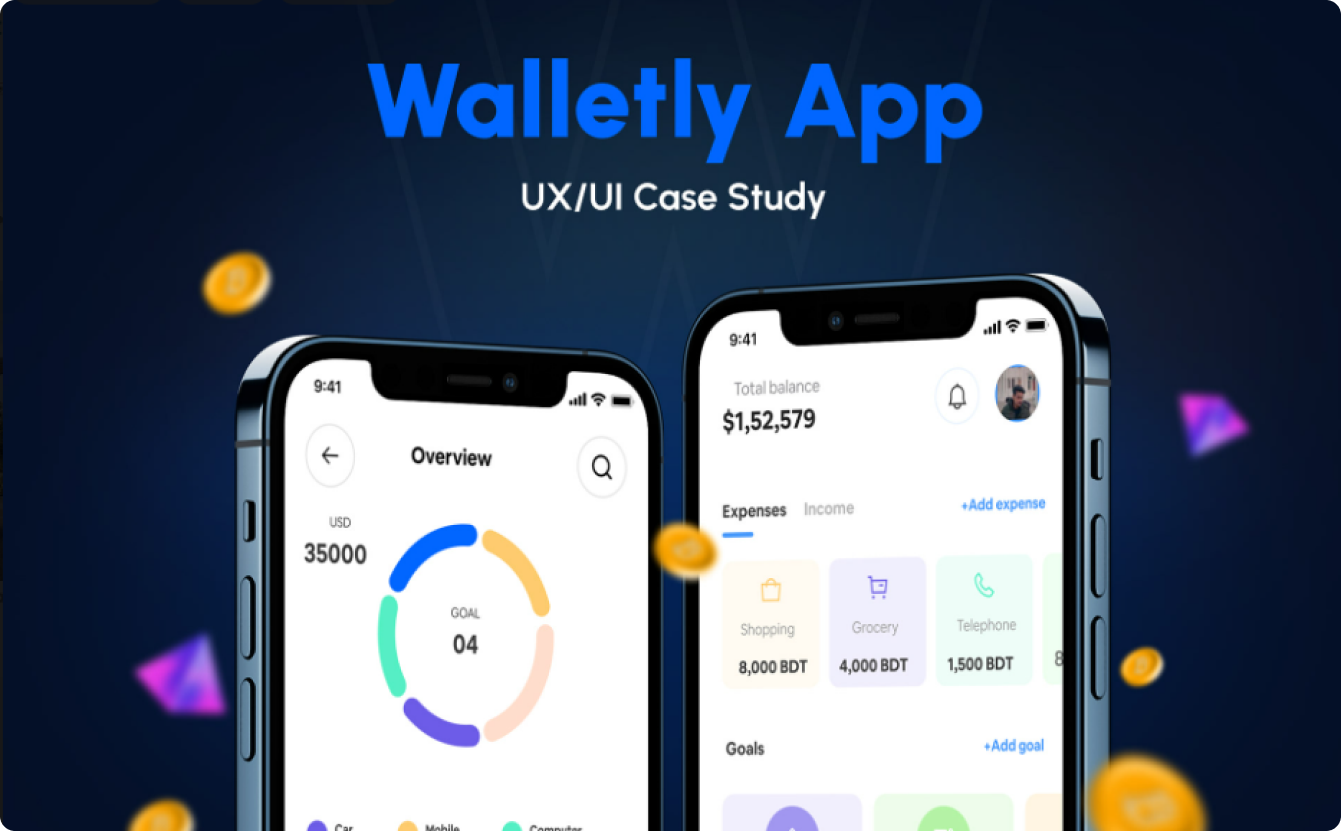 Walletly App
UX/UI Case Study
9:41
Overview
USD
35000
GOAL
04
Car
Mobile
Computer
9:41
Total balance
$1,52,579
Expenses
Income
+Add expense
Shopping
8,000 BDT
Grocery
4,000 BDT
Telephone
1,500 BDT
8
Goals
+Add goal